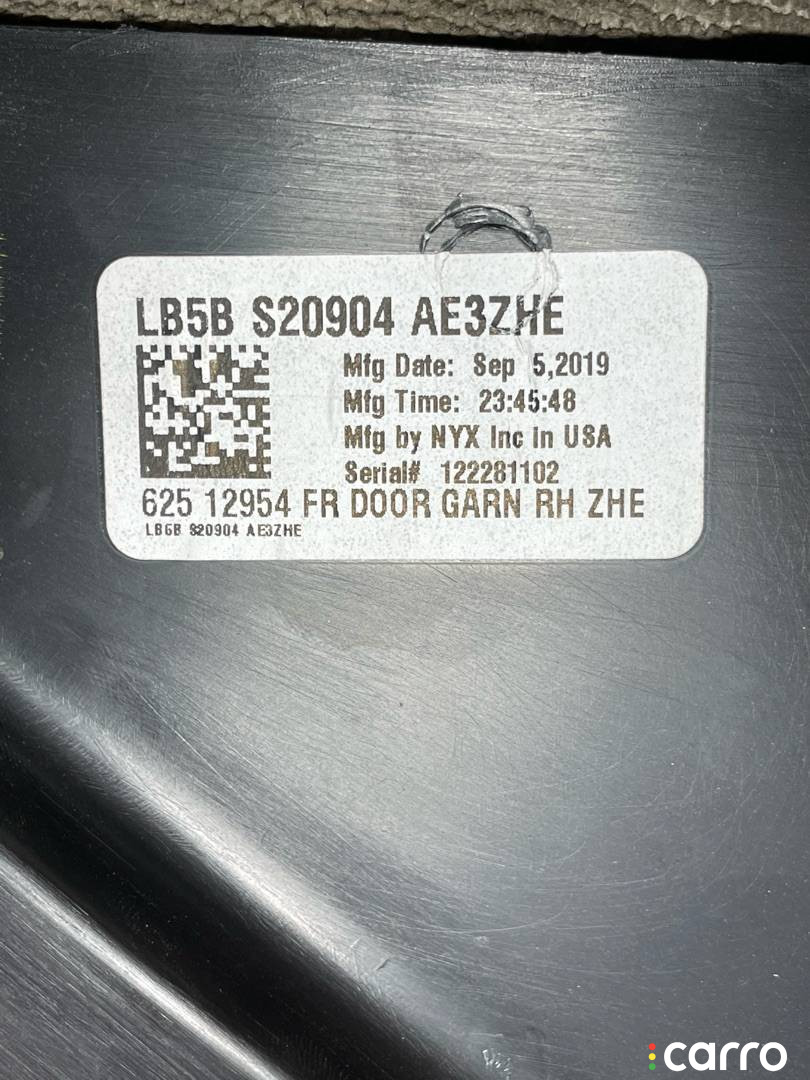 LB5B S20904 AE3ZHE
Mfg Date: Sep 5,2019
Mfg Time: 23:45:48
Mfg by NYX Inc in USA
Serial# 122281102
625 12954 FR DOOR GARN RH ZHE
LB5B S20904 AE3ZHE
carro